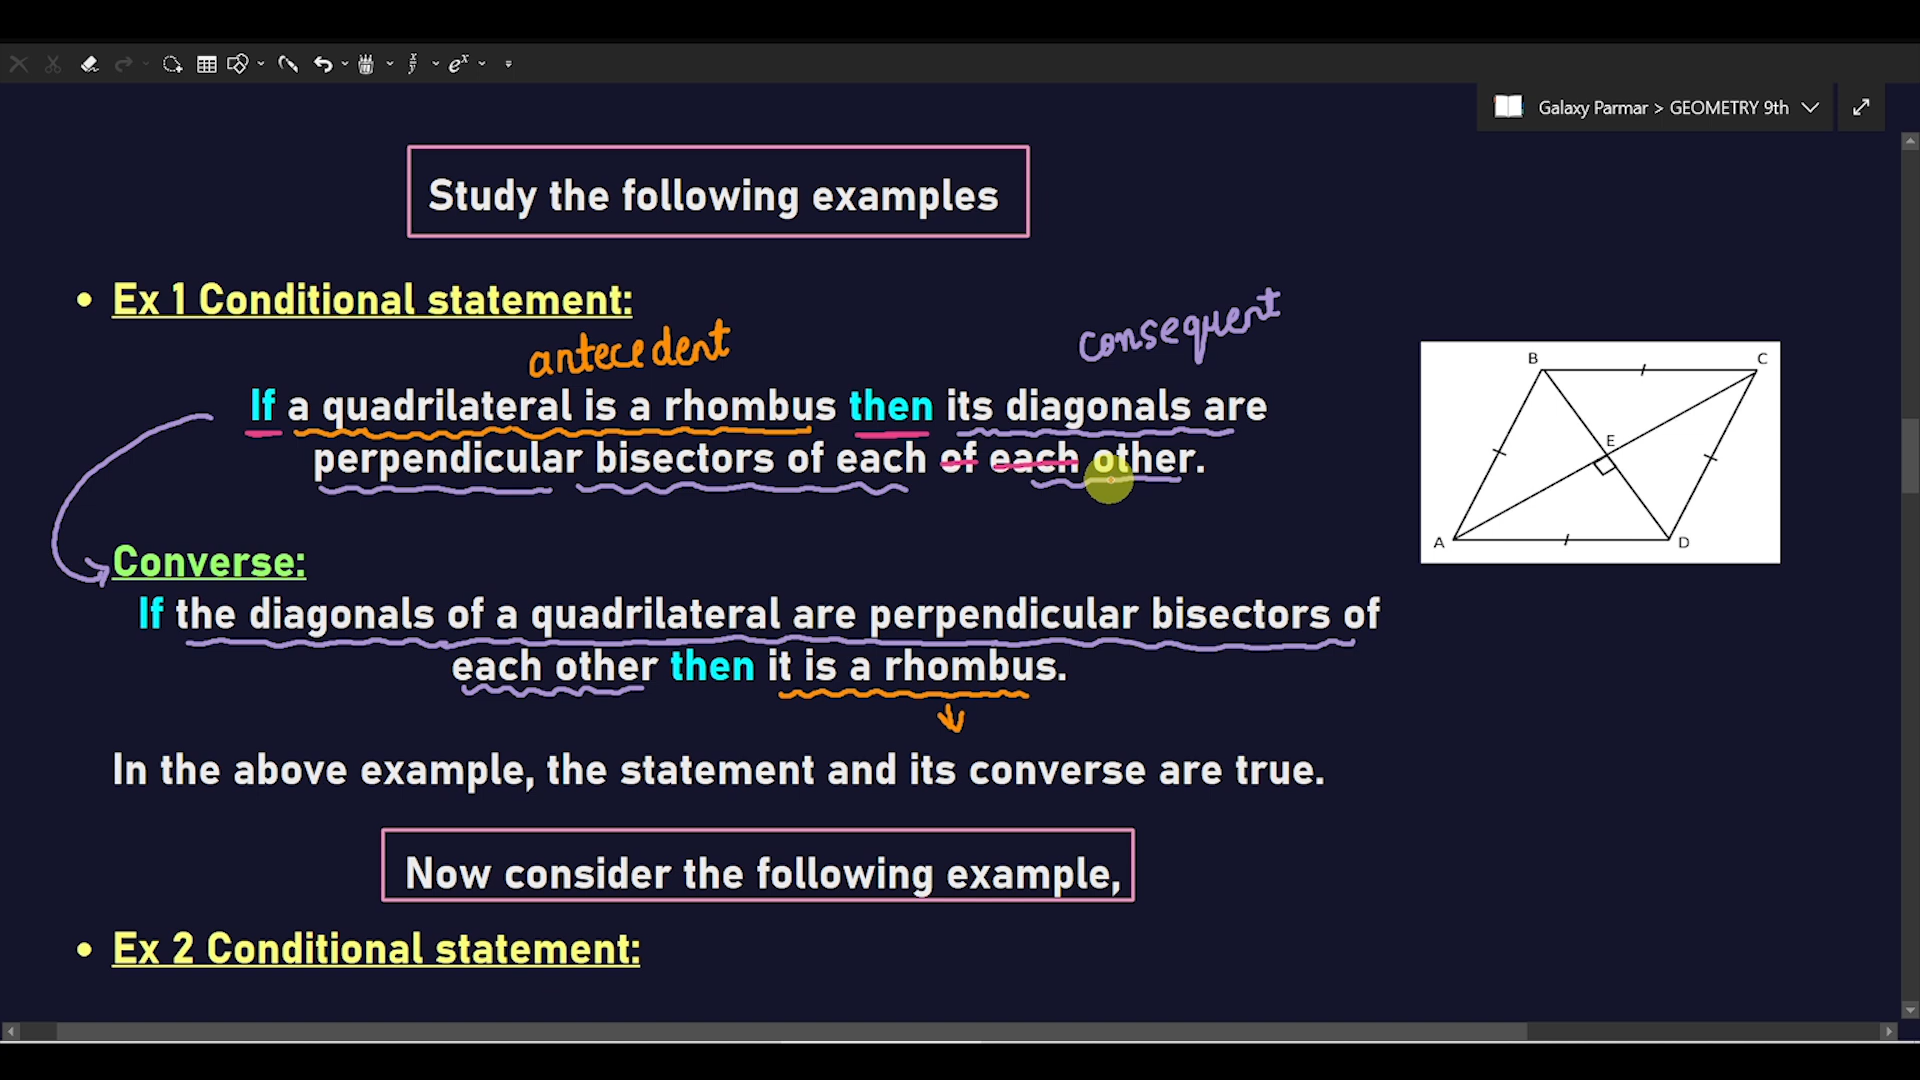 Galaxy Parmar > GEOMETRY 9th
Study the following examples
• Ex 1 Conditional statement:
antecedent
consequent
If a quadrilateral is a rhombus then its diagonals are
perpendicular bisectors of each of each other.
Converse:
If the diagonals of a quadrilateral are perpendicular bisectors of
each other then it is a rhombus.
In the above example, the statement and its converse are true.
Now consider the following example,
• Ex 2 Conditional statement:
B
C
E
A
D